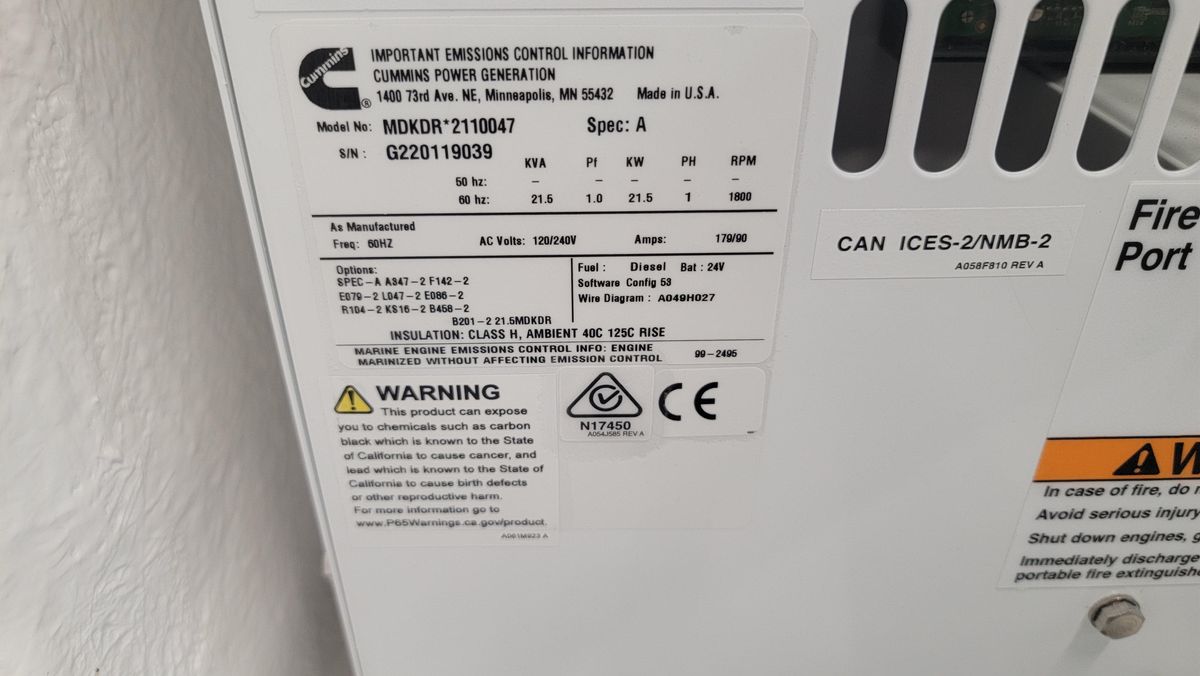 Cummins
®
IMPORTANT EMISSIONS CONTROL INFORMATION
CUMMINS POWER GENERATION
1400 73rd Ave. NE, Minneapolis, MN 55432 Made in U.S.A.
Model No: MDKDR*2110047 Spec: A
S/N : G220119039
KVA Pf KW PH RPM
50 hz: – – – – –
60 hz: 21.5 1.0 21.5 1 1800
As Manufactured
Freq: 60HZ AC Volts: 120/240V Amps: 179/90
Options:
SPEC-A A347-2 F142-2
E079-2 L047-2 E086-2
R104-2 KS16-2 B458-2
B201-2 21.5MDKDR
Fuel : Diesel Bat : 24V
Software Config 53
Wire Diagram : A049H027
INSULATION: CLASS H, AMBIENT 40C 125C RISE
MARINE ENGINE EMISSIONS CONTROL INFO: ENGINE
MARINIZED WITHOUT AFFECTING EMISSION CONTROL
99-2495
WARNING
This product can expose
you to chemicals such as carbon
black which is known to the State
of California to cause cancer, and
lead which is known to the State of
California to cause birth defects
or other reproductive harm.
For more information go to
www.P65Warnings.ca.gov/product.
A061M923 A
N17450
A054J585 REV A
CE
CAN ICES-2/NMB-2
A058F810 REV A
Fire
Port
W
In case of fire, do
Avoid serious injury
Shut down engines, g
Immediately discharge
portable fire extinguish